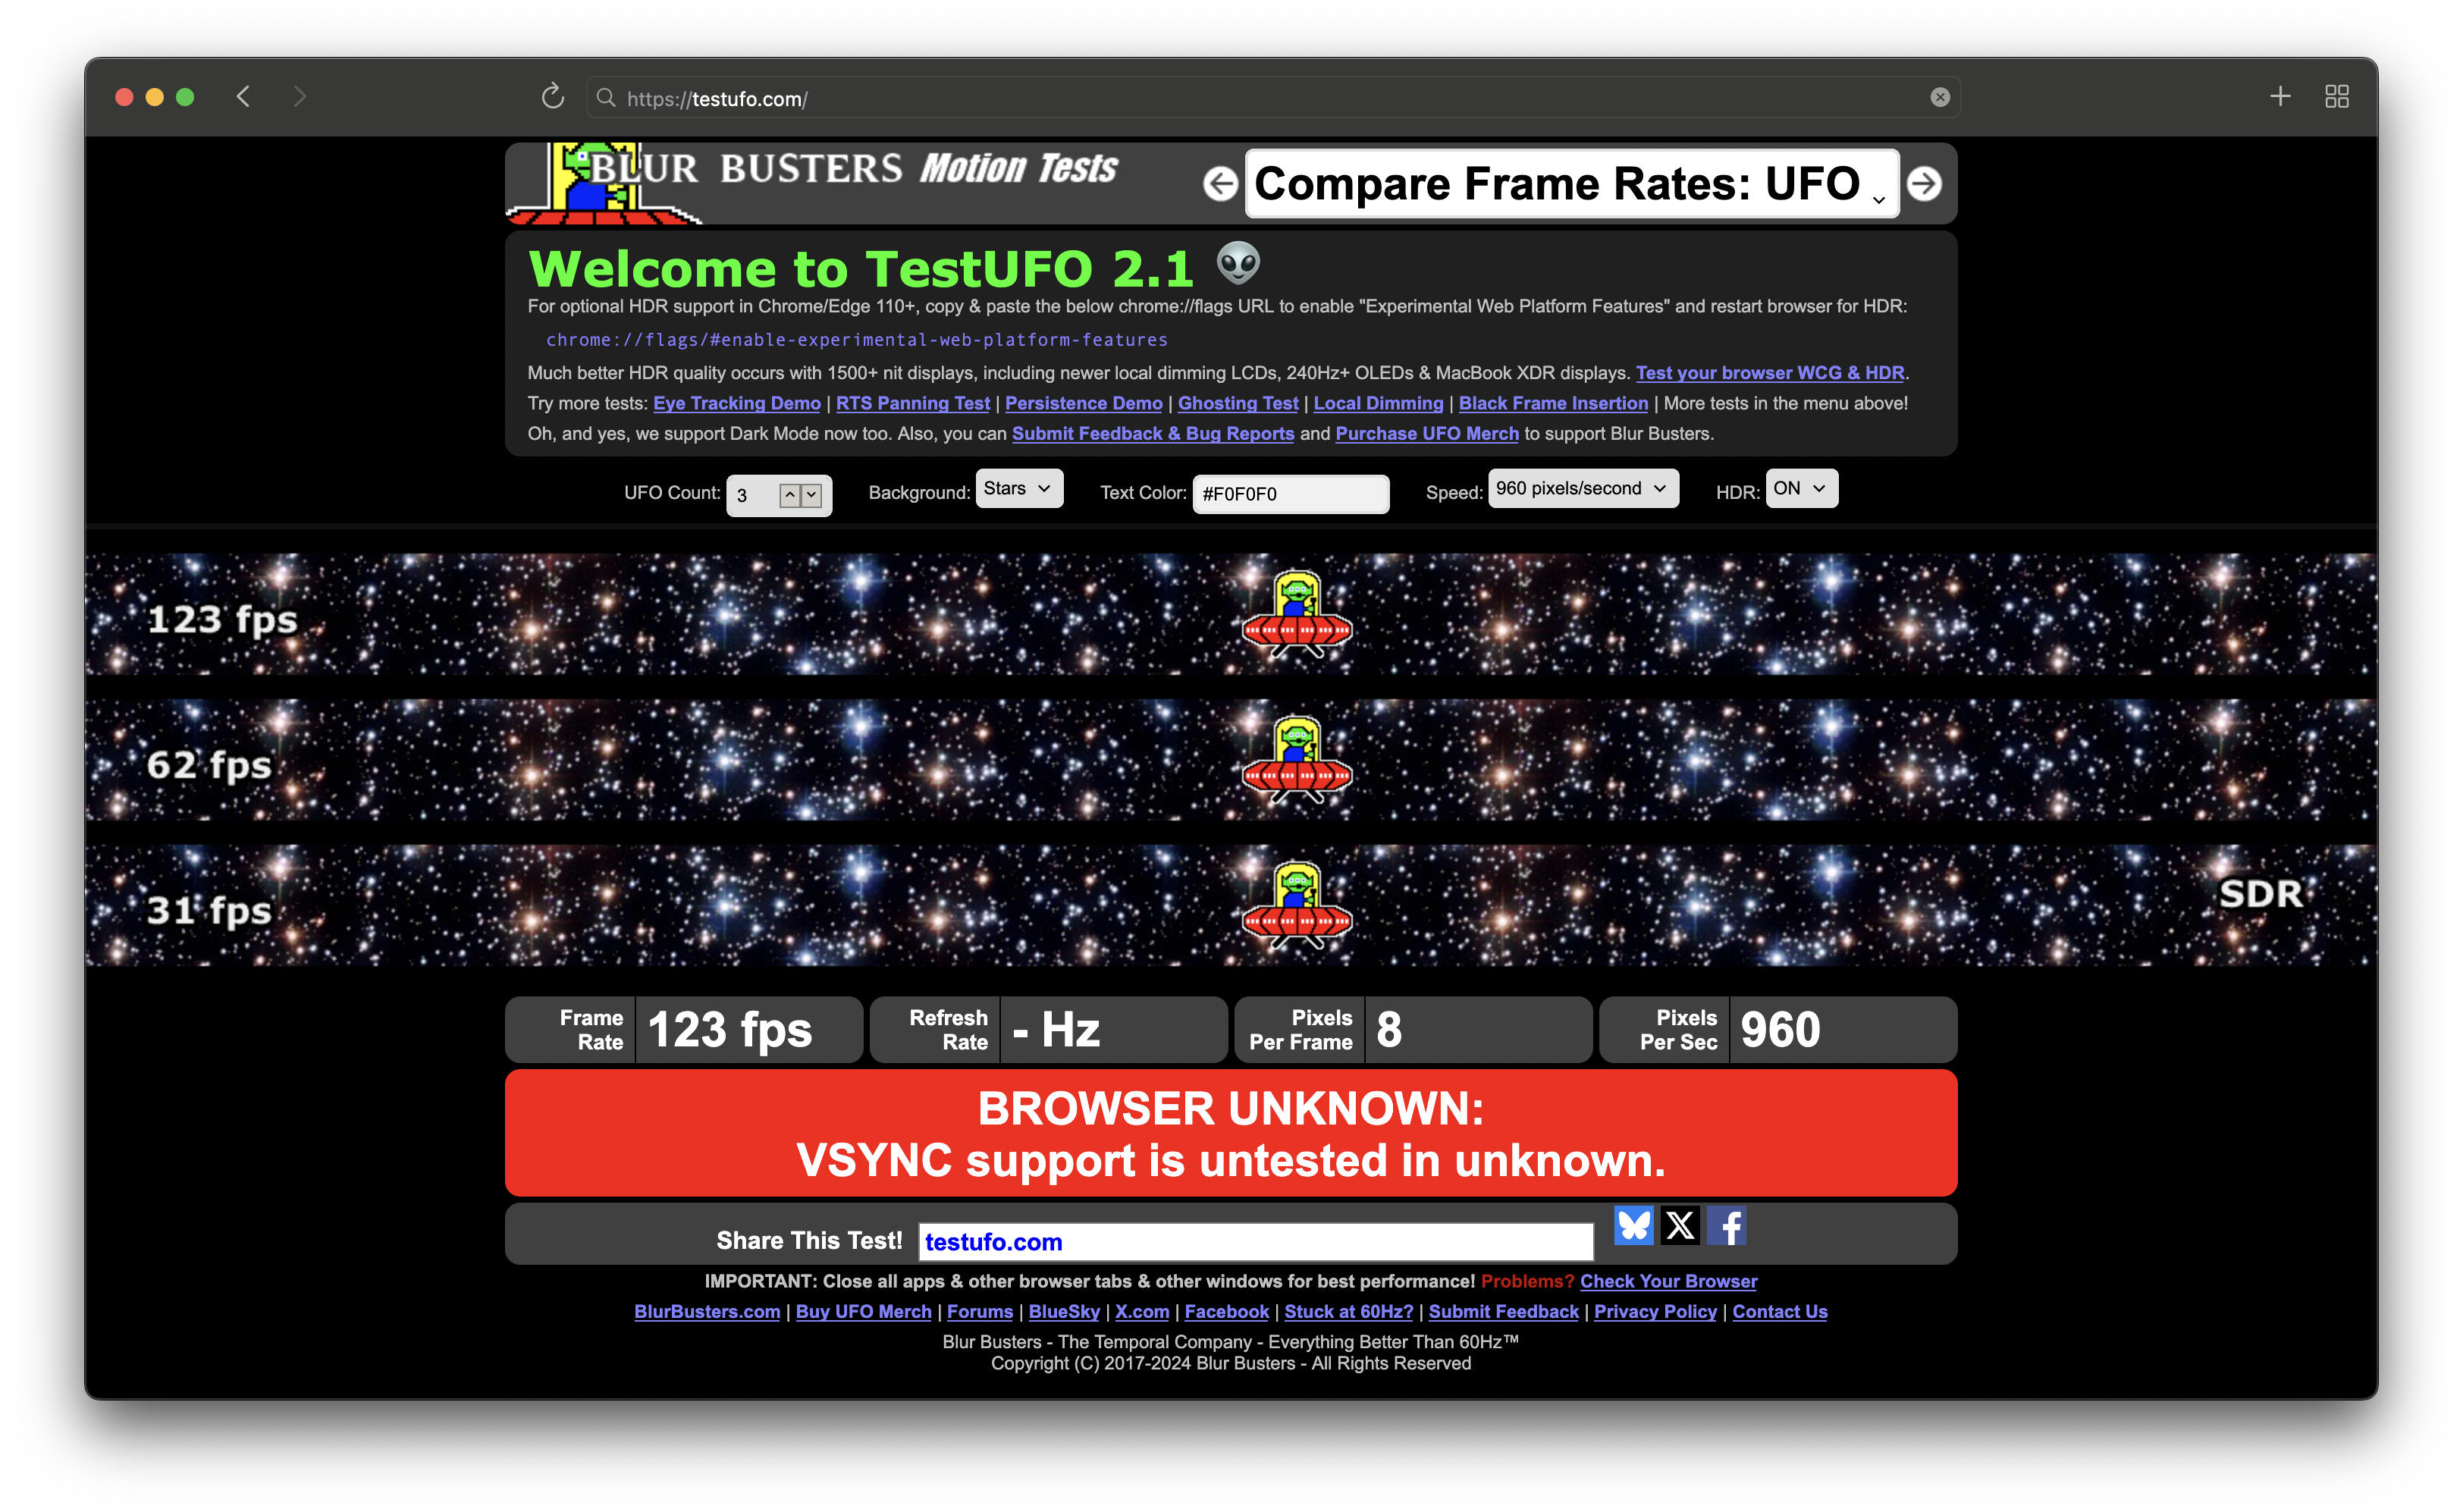 https://testufo.com/
BLUR BUSTERS Motion Tests
Compare Frame Rates: UFO
Welcome to TestUFO 2.1 👽
For optional HDR support in Chrome/Edge 110+, copy & paste the below chrome://flags URL to enable "Experimental Web Platform Features" and restart browser for HDR:
chrome://flags/#enable-experimental-web-platform-features
Much better HDR quality occurs with 1500+ nit displays, including newer local dimming LCDs, 240Hz+ OLEDs & MacBook XDR displays. Test your browser WCG & HDR.
Try more tests: Eye Tracking Demo | RTS Panning Test | Persistence Demo | Ghosting Test | Local Dimming | Black Frame Insertion | More tests in the menu above!
Oh, and yes, we support Dark Mode now too. Also, you can Submit Feedback & Bug Reports and Purchase UFO Merch to support Blur Busters.
UFO Count: 3 Background: Stars Text Color: #F0F0F0 Speed: 960 pixels/second HDR: ON
123 fps
62 fps
31 fps SDR
Frame Rate 123 fps Refresh Rate - Hz Pixels Per Frame 8 Pixels Per Sec 960
BROWSER UNKNOWN:
VSYNC support is untested in unknown.
Share This Test! testufo.com
IMPORTANT: Close all apps & other browser tabs & other windows for best performance! Problems? Check Your Browser
BlurBusters.com | Buy UFO Merch | Forums | BlueSky | X.com | Facebook | Stuck at 60Hz? | Submit Feedback | Privacy Policy | Contact Us
Blur Busters - The Temporal Company - Everything Better Than 60Hz™
Copyright (C) 2017-2024 Blur Busters - All Rights Reserved